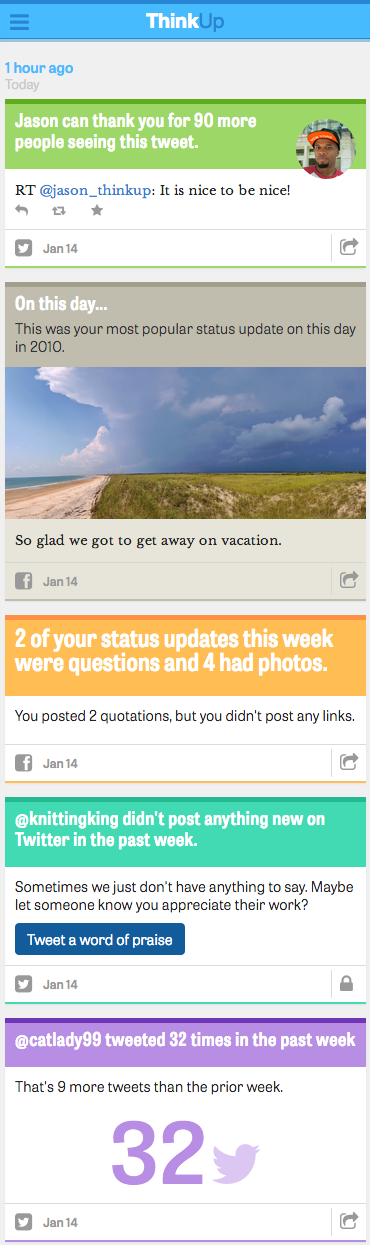 ThinkUp
1 hour ago
Today
Jason can thank you for 90 more
people seeing this tweet.
RT @jason_thinkup: It is nice to be nice!
Jan 14
On this day...
This was your most popular status update on this day
in 2010.
So glad we got to get away on vacation.
Jan 14
2 of your status updates this week
were questions and 4 had photos.
You posted 2 quotations, but you didn't post any links.
Jan 14
@knittingking didn't post anything new on
Twitter in the past week.
Sometimes we just don't have anything to say. Maybe
let someone know you appreciate their work?
Tweet a word of praise
Jan 14
@catlady99 tweeted 32 times in the past week
That's 9 more tweets than the prior week.
32
Jan 14